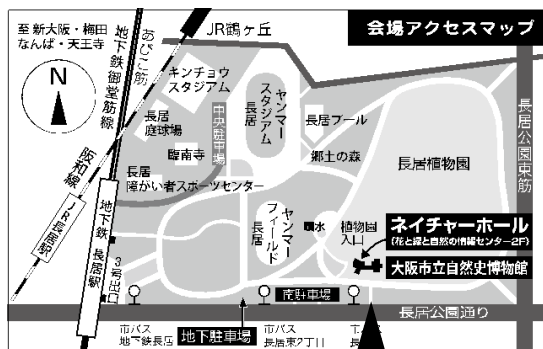 会場アクセスマップ
至 新大阪・梅田
なんば・天王寺
JR鶴ヶ丘
N
地下鉄御堂筋線
あびこ筋
キンチョウ
スタジアム
長居
庭球場
臨南寺
長居
障がい者スポーツセンター
中央駐車場
ヤンマー
スタジアム
長居
長居プール
郷土の森
長居植物園
長居公園東筋
阪和線
JR長居駅
地下鉄 長居駅
3号出口
ヤンマー
フィールド
長居
噴水
植物園
入口
ネイチャーホール
(花と緑と自然の情報センター2F)
大阪市立自然史博物館
南駐車場
長居公園通り
市バス
地下鉄長居
地下駐車場
市バス
長居東2丁目